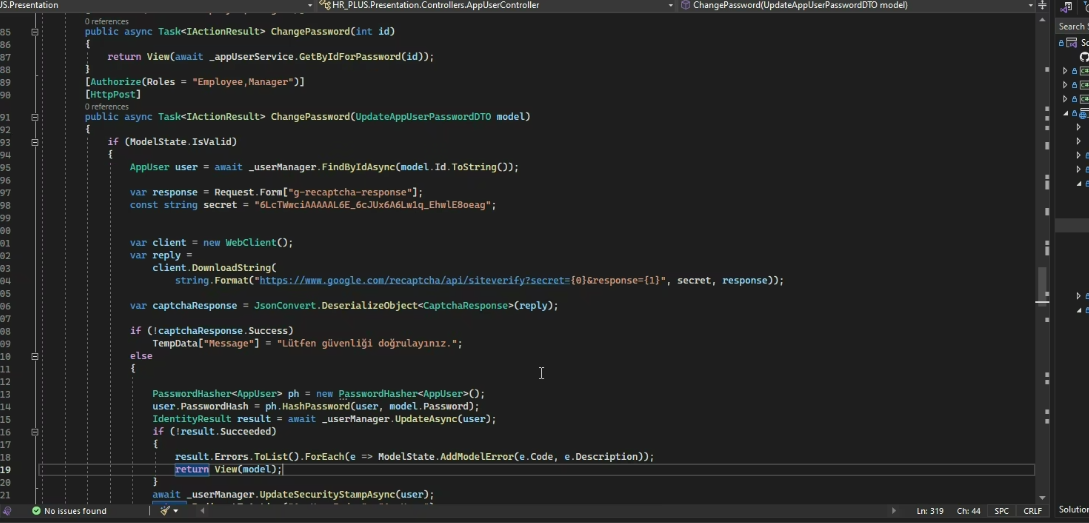 JS.Presentation
HR_PLUS.Presentation.Controllers.AppUserController
ChangePassword(UpdateAppUserPasswordDTO model)
Search
0 references
85 public async Task<IActionResult> ChangePassword(int id)
86 {
87 return View(await _appUserService.GetByIdForPassword(id));
88 }
89 [Authorize(Roles = "Employee,Manager")]
90 [HttpPost]
0 references
91 public async Task<IActionResult> ChangePassword(UpdateAppUserPasswordDTO model)
92 {
93 if (ModelState.IsValid)
94 {
95 AppUser user = await _userManager.FindByIdAsync(model.Id.ToString());
96
97 var response = Request.Form["g-recaptcha-response"];
98 const string secret = "6LcTWwciAAAAAL6E_6cJUx6A6Lw1q_EhwlE8oeag";
99
00
01 var client = new WebClient();
02 var reply =
03 client.DownloadString(
04 string.Format("https://www.google.com/recaptcha/api/siteverify?secret={0}&response={1}", secret, response));
05
06 var captchaResponse = JsonConvert.DeserializeObject<CaptchaResponse>(reply);
07
08 if (!captchaResponse.Success)
09 TempData["Message"] = "Lütfen güvenliği doğrulayınız.";
10 else
11 {
12
13 PasswordHasher<AppUser> ph = new PasswordHasher<AppUser>();
14 user.PasswordHash = ph.HashPassword(user, model.Password);
15 IdentityResult result = await _userManager.UpdateAsync(user);
16 if (!result.Succeeded)
17 {
18 result.Errors.ToList().ForEach(e => ModelState.AddModelError(e.Code, e.Description));
19 return View(model);
20 }
21 await _userManager.UpdateSecurityStampAsync(user);
No issues found
Ln: 319 Ch: 44 SPC CRLF
Solution